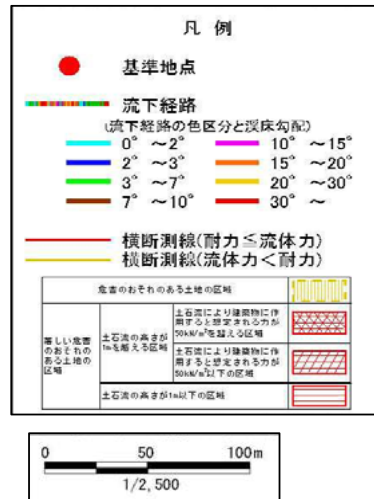 凡 例
基準地点
流下経路
(流下経路の色区分と渓床勾配)
0° ～2° 10° ～15°
2° ～3° 15° ～20°
3° ～7° 20° ～30°
7° ～10° 30° ～
横断測線(耐力≦流体力)
横断測線(流体力＜耐力)
危害のおそれのある土地の区域
著しい危害
のおそれの
ある土地の
区域
土石流の高さが
1mを越える区域
土石流により建築物に作
用すると想定される力が
50kN/m²を超える区域
土石流により建築物に作
用すると想定される力が
50kN/m²以下の区域
土石流の高さが1m以下の区域
0 50 100m
1/2,500